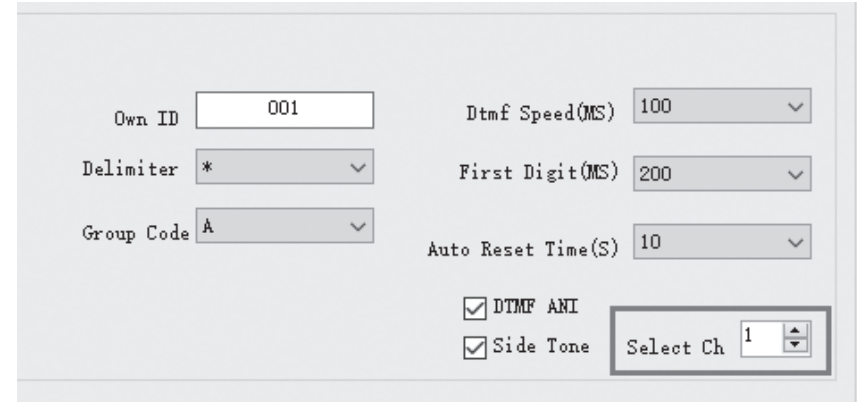 Own ID 001
Dtmf Speed(MS) 100
Delimiter *
First Digit(MS) 200
Group Code A
Auto Reset Time(S) 10
DTMF ANI
Side Tone
Select Ch 1